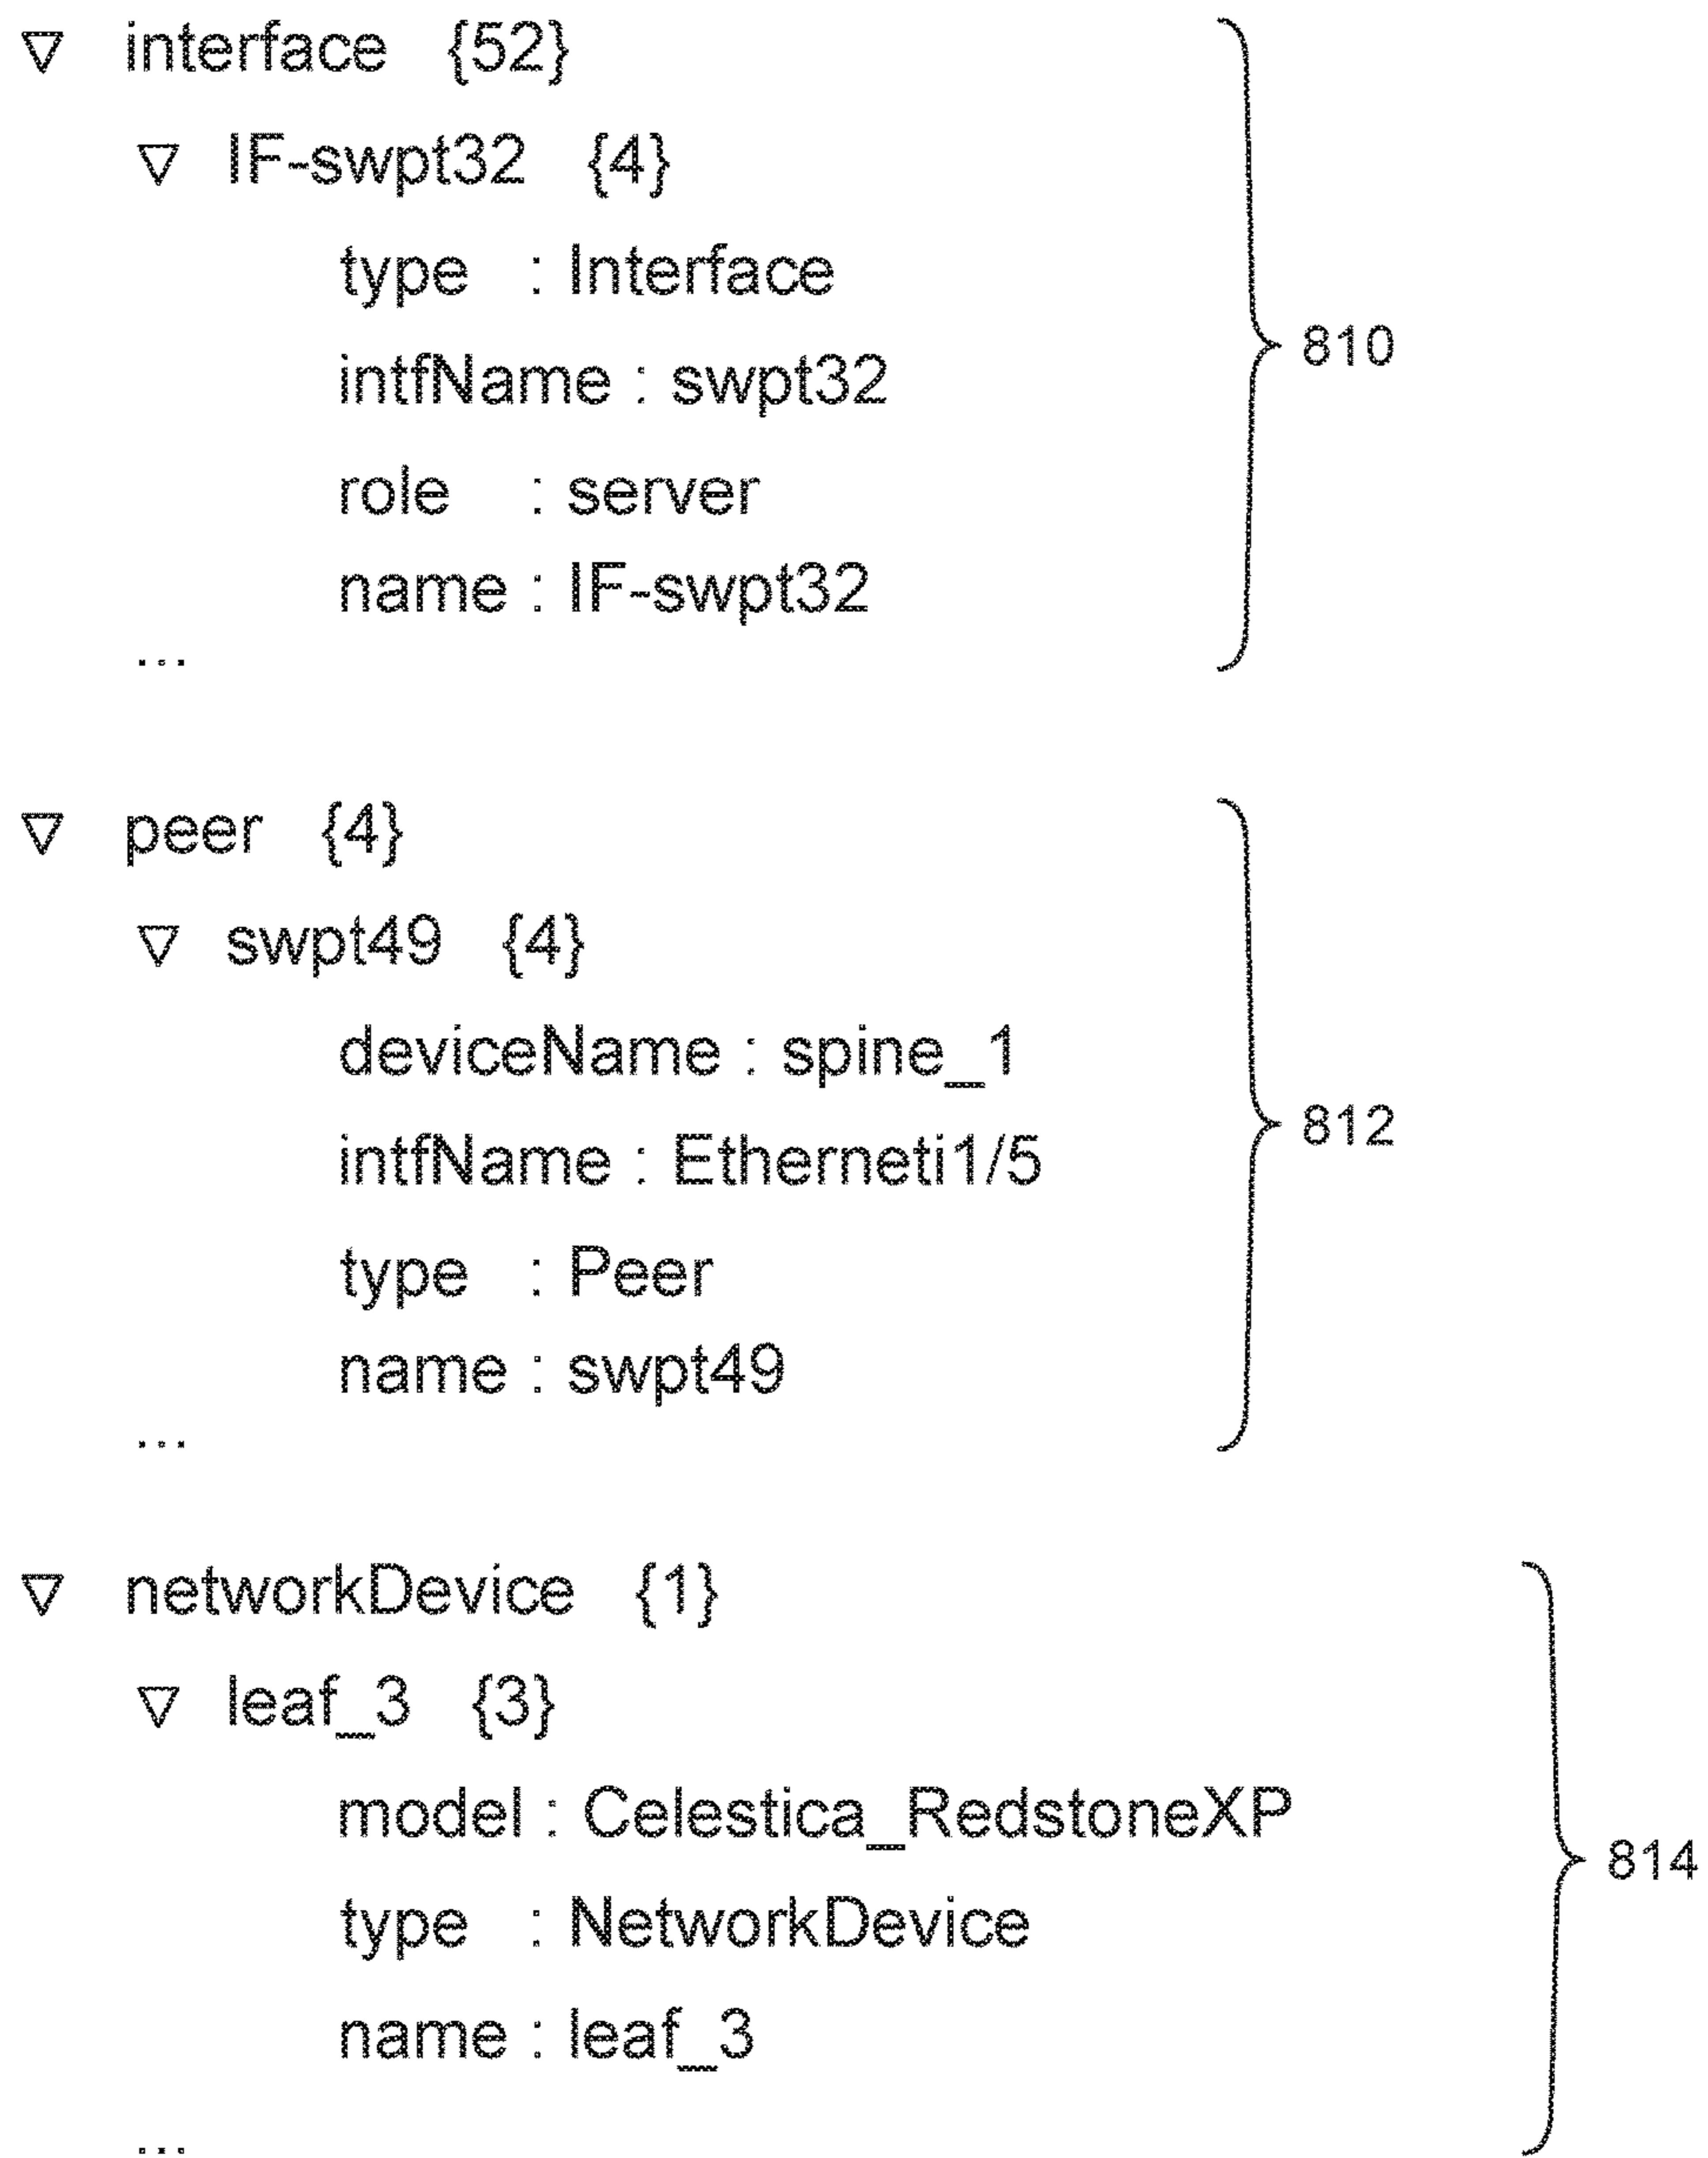 ▽ interface {52}
▽ IF-swpt32 {4}
type : Interface
intfName : swpt32
role : server
name : IF-swpt32
...
810
▽ peer {4}
▽ swpt49 {4}
deviceName : spine_1
intfName : Etherneti1/5
type : Peer
name : swpt49
...
812
▽ networkDevice {1}
▽ leaf_3 {3}
model : Celestica_RedstoneXP
type : NetworkDevice
name : leaf_3
...
814